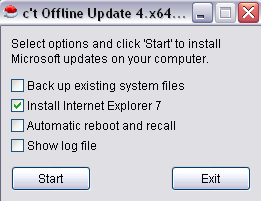 c't Offline Update 4.x64...
Select options and click 'Start' to install
Microsoft updates on your computer.
Back up existing system files
Install Internet Explorer 7
Automatic reboot and recall
Show log file
Start Exit